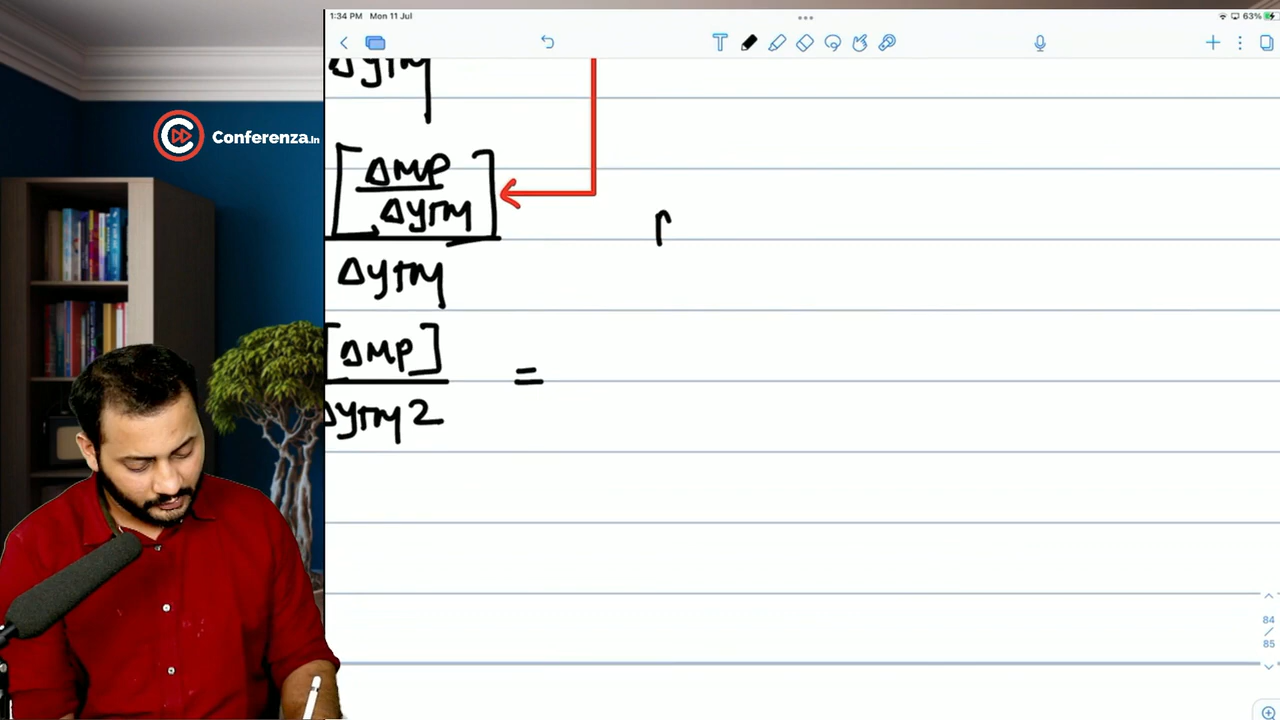 1:34 PM Mon 11 Jul
63%
Conferenza.in
ΔYTM
[ΔMP
ΔYTM]
ΔYTM
[ΔMP] =
ΔYTM2
84
/
85